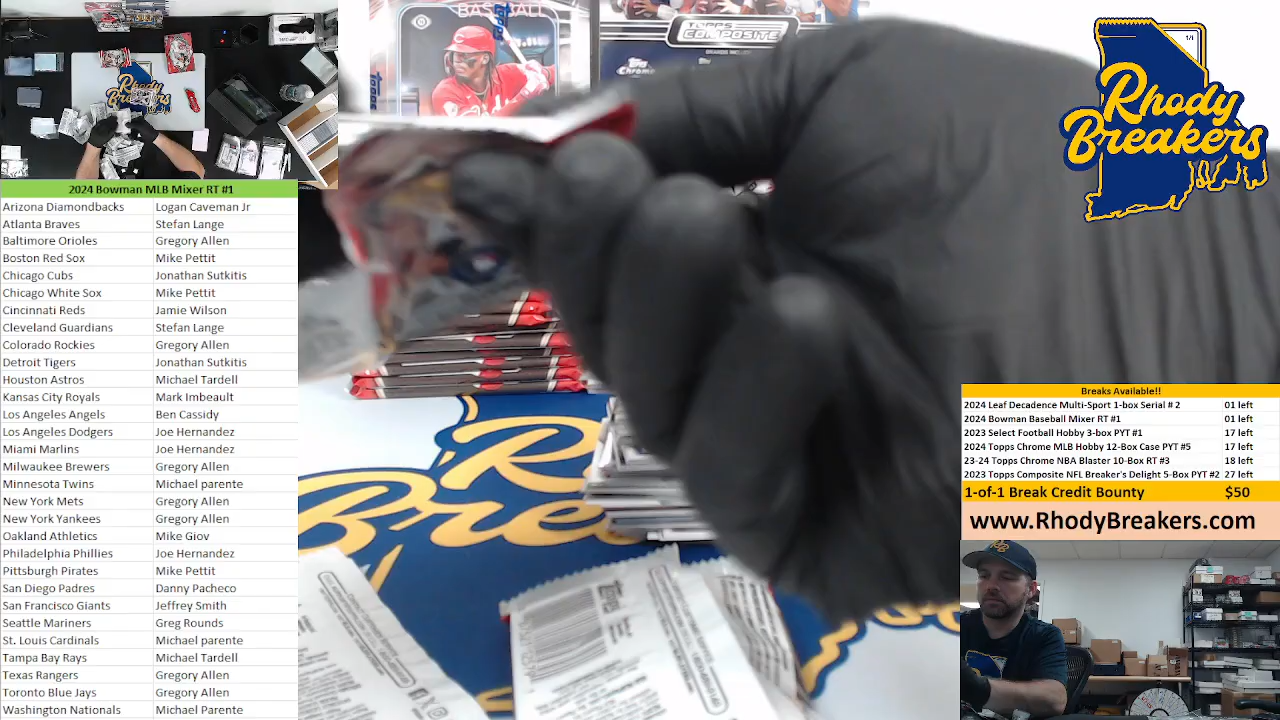 BASEBALL
topps
TOPPS
COMPOSITE
topps
Chrome
1/1
Rhody
Breakers
Rhody
Breakers
2024 Bowman MLB Mixer RT #1
Arizona Diamondbacks Logan Caveman Jr
Atlanta Braves Stefan Lange
Baltimore Orioles Gregory Allen
Boston Red Sox Mike Pettit
Chicago Cubs Jonathan Sutkitis
Chicago White Sox Mike Pettit
Cincinnati Reds Jamie Wilson
Cleveland Guardians Stefan Lange
Colorado Rockies Gregory Allen
Detroit Tigers Jonathan Sutkitis
Houston Astros Michael Tardell
Kansas City Royals Mark Imbeault
Los Angeles Angels Ben Cassidy
Los Angeles Dodgers Joe Hernandez
Miami Marlins Joe Hernandez
Milwaukee Brewers Gregory Allen
Minnesota Twins Michael parente
New York Mets Gregory Allen
New York Yankees Gregory Allen
Oakland Athletics Mike Giov
Philadelphia Phillies Joe Hernandez
Pittsburgh Pirates Mike Pettit
San Diego Padres Danny Pacheco
San Francisco Giants Jeffrey Smith
Seattle Mariners Greg Rounds
St. Louis Cardinals Michael parente
Tampa Bay Rays Michael Tardell
Texas Rangers Gregory Allen
Toronto Blue Jays Gregory Allen
Washington Nationals Michael Parente
Breaks Available!!
2024 Leaf Decadence Multi-Sport 1-box Serial # 2 01 left
2024 Bowman Baseball Mixer RT #1 01 left
2023 Select Football Hobby 3-box PYT #1 17 left
2024 Topps Chrome MLB Hobby 12-Box Case PYT #5 17 left
23-24 Topps Chrome NBA Blaster 10-Box RT #3 18 left
2023 Topps Composite NFL Breaker's Delight 5-Box PYT #2 27 left
1-of-1 Break Credit Bounty $50
www.RhodyBreakers.com